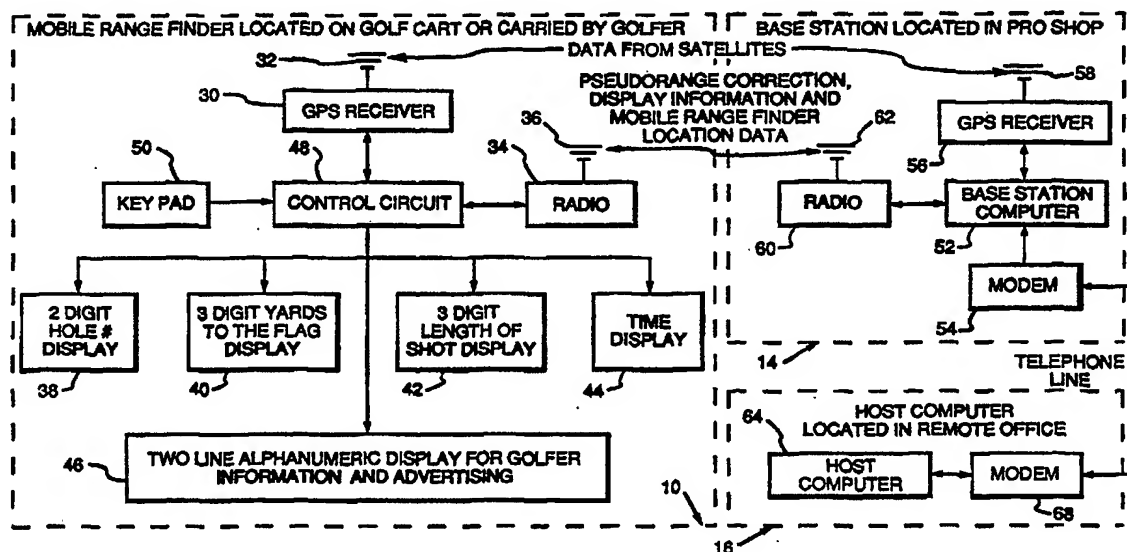 MOBILE RANGE FINDER LOCATED ON GOLF CART OR CARRIED BY GOLFER
32
DATA FROM SATELLITES
30
GPS RECEIVER
PSEUDORANGE CORRECTION,
DISPLAY INFORMATION AND
MOBILE RANGE FINDER
LOCATION DATA
36
62
50
48
34
KEY PAD
CONTROL CIRCUIT
RADIO
2 DIGIT
HOLE #
DISPLAY
38
3 DIGIT YARDS
TO THE FLAG
DISPLAY
40
3 DIGIT
LENGTH OF
SHOT DISPLAY
42
TIME
DISPLAY
44
46
TWO LINE ALPHANUMERIC DISPLAY FOR GOLFER
INFORMATION AND ADVERTISING
10
BASE STATION LOCATED IN PRO SHOP
58
GPS RECEIVER
56
RADIO
60
BASE STATION
COMPUTER
52
MODEM
54
14
TELEPHONE
LINE
HOST COMPUTER
LOCATED IN REMOTE OFFICE
64
HOST
COMPUTER
MODEM
68
16